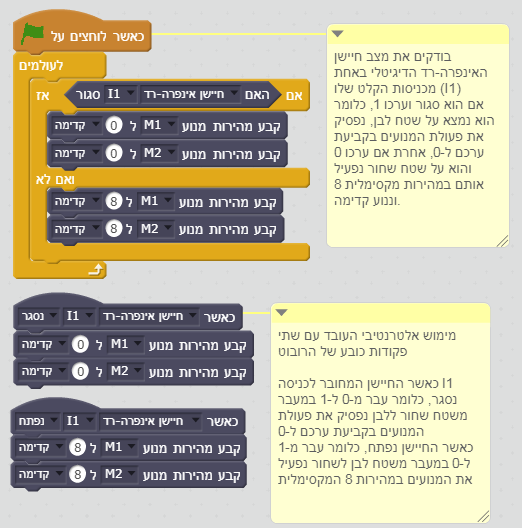 כאשר לוחצים על
לעולמים
אם האם חיישן אינפרה-רד I1 סגור אז
קבע מהירות מנוע M1 ל 0 קדימה
קבע מהירות מנוע M2 ל 0 קדימה
ואם לא
קבע מהירות מנוע M1 ל 8 קדימה
קבע מהירות מנוע M2 ל 8 קדימה
בודקים את מצב חיישן
האינפרה-רד הדיגיטלי באחת
מכניסות הקלט שלו (I1)
אם הוא סגור וערכו 1, כלומר
הוא נמצא על שטח לבן, נפסיק
את פעולת המנועים בקביעת
ערכם ל-0, אחרת אם ערכו 0
והוא על שטח שחור נפעיל
אותם במהירות מקסימלית 8
וננוע קדימה.
כאשר חיישן אינפרה-רד I1 נסגר
קבע מהירות מנוע M1 ל 0 קדימה
קבע מהירות מנוע M2 ל 0 קדימה
כאשר חיישן אינפרה-רד I1 נפתח
קבע מהירות מנוע M1 ל 8 קדימה
קבע מהירות מנוע M2 ל 8 קדימה
מימוש אלטרנטיבי העובד עם שתי
פקודות כובע של הרובוט
כאשר החיישן המחובר לכניסה I1
נסגר, כלומר עבר מ-0 ל-1 במעבר
משטח שחור ללבן נפסיק את פעולת
המנועים בקביעת ערכם ל-0
כאשר החיישן נפתח, כלומר עבר מ-1
ל-0 במעבר משטח לבן לשחור נפעיל
את המנועים במהירות 8 המקסימלית